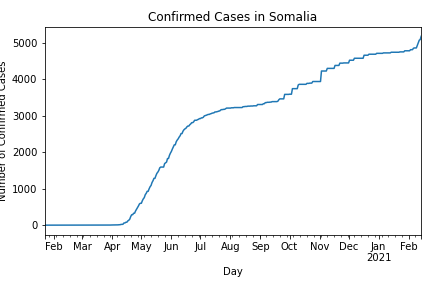 Confirmed Cases in Somalia
Number of Confirmed Cases
5000
4000
3000
2000
1000
0
Feb Mar Apr May Jun Jul Aug Sep Oct Nov Dec Jan Feb
2021
Day